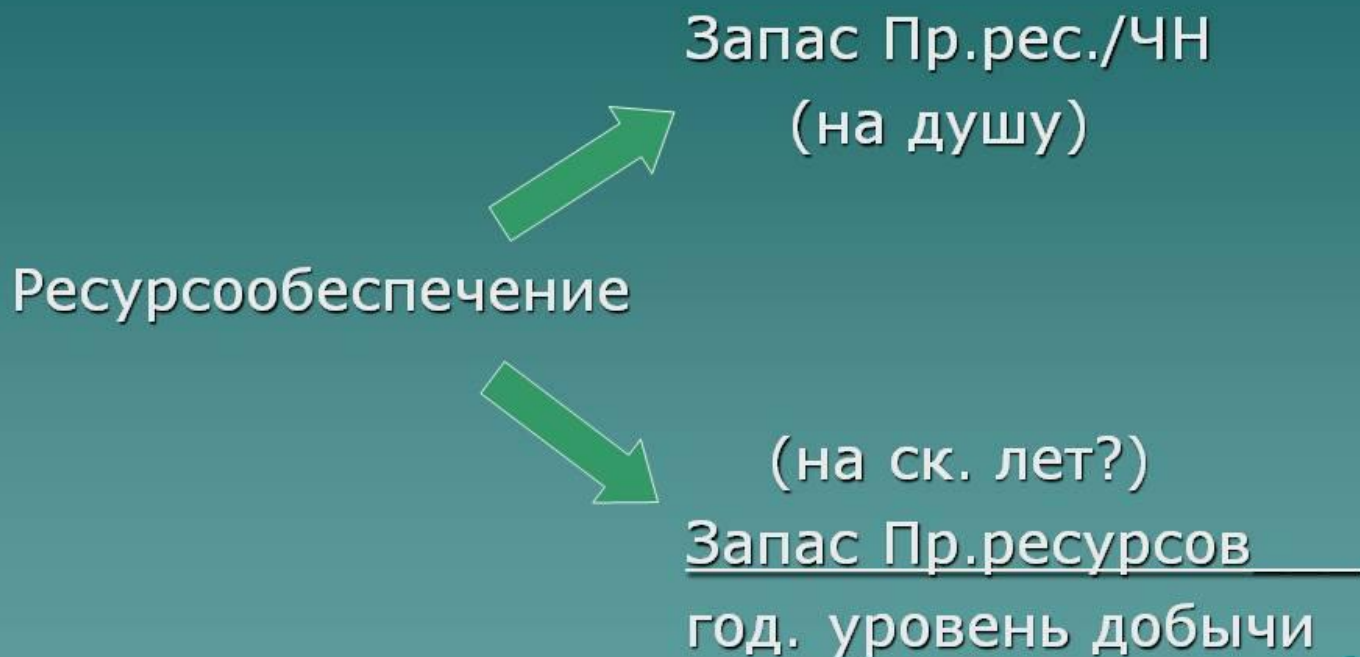 Запас Пр.рес./ЧН
(на душу)
Ресурсообеспечение
(на ск. лет?)
Запас Пр.ресурсов
год. уровень добычи